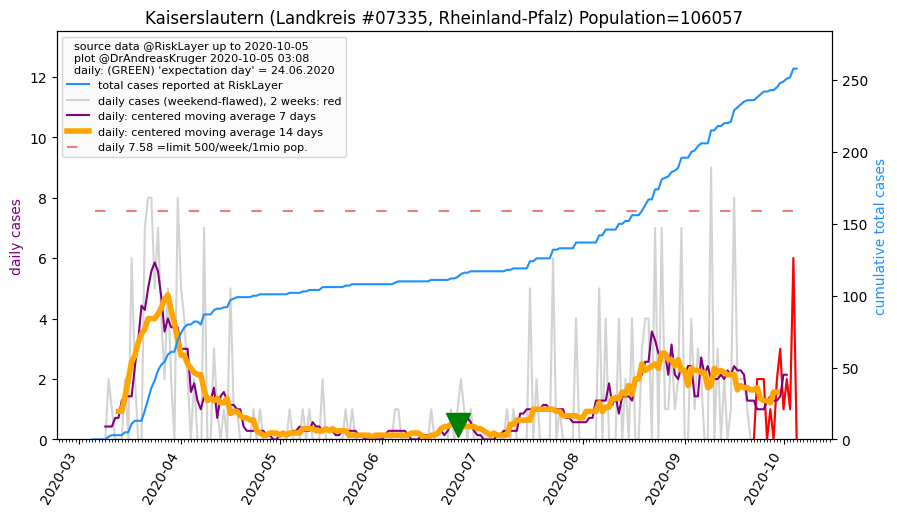 Kaiserslautern (Landkreis #07335, Rheinland-Pfalz) Population=106057
source data @RiskLayer up to 2020-10-05
plot @DrAndreasKruger 2020-10-05 03:08
daily: (GREEN) 'expectation day' = 24.06.2020
total cases reported at RiskLayer
daily cases (weekend-flawed), 2 weeks: red
daily: centered moving average 7 days
daily: centered moving average 14 days
daily 7.58 =limit 500/week/1mio pop.
daily cases
12
10
8
6
4
2
0
250
200
150
100
50
0
cumulative total cases
2020-03
2020-04
2020-05
2020-06
2020-07
2020-08
2020-09
2020-10